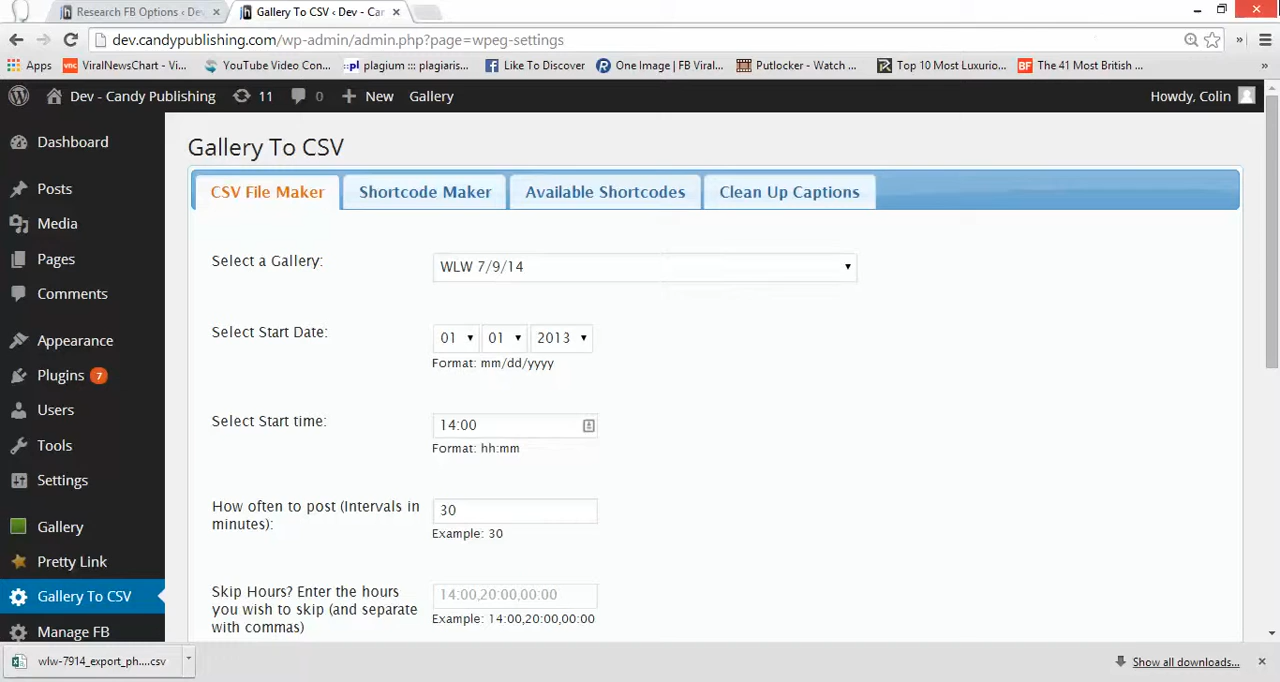 Research FB Options ‹ De
Gallery To CSV ‹ Dev - Car
dev.candypublishing.com/wp-admin/admin.php?page=wpeg-settings
Apps
vnc
ViralNewsChart - Vi...
YouTube Video Con...
pl
plagium ::: plagiaris...
Like To Discover
One Image | FB Viral...
Putlocker - Watch ...
Top 10 Most Luxurio...
BF
The 41 Most British ...
Dev - Candy Publishing
11
0
New
Gallery
Howdy, Colin
Dashboard
Posts
Media
Pages
Comments
Appearance
Plugins 7
Users
Tools
Settings
Gallery
Pretty Link
Gallery To CSV
Manage FB
Gallery To CSV
CSV File Maker
Shortcode Maker
Available Shortcodes
Clean Up Captions
Select a Gallery:
WLW 7/9/14
Select Start Date:
01
01
2013
Format: mm/dd/yyyy
Select Start time:
14:00
Format: hh:mm
How often to post (Intervals in
minutes):
30
Example: 30
Skip Hours? Enter the hours
you wish to skip (and separate
with commas)
14:00,20:00,00:00
Example: 14:00,20:00,00:00
wlw-7914_export_ph....csv
Show all downloads...